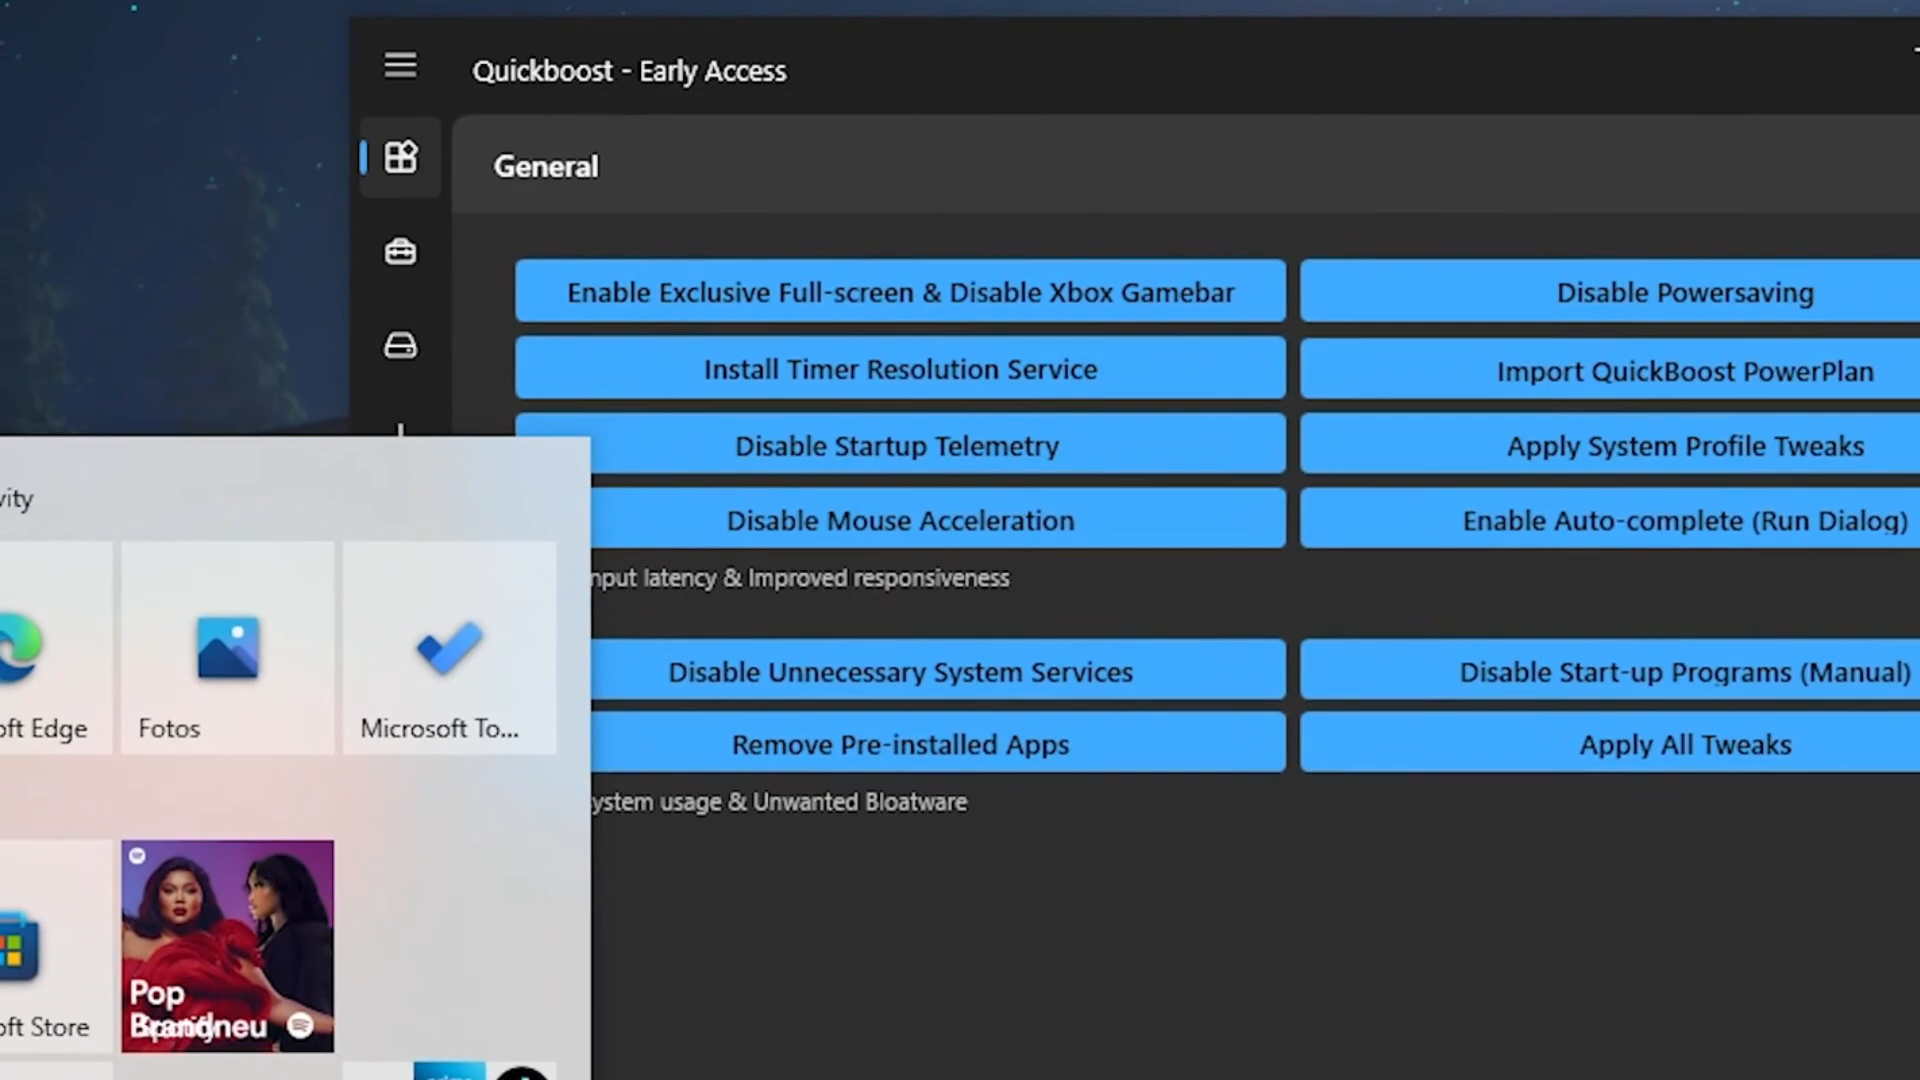 Quickboost - Early Access
General
Enable Exclusive Full-screen & Disable Xbox Gamebar
Disable Powersaving
Install Timer Resolution Service
Import QuickBoost PowerPlan
Disable Startup Telemetry
Apply System Profile Tweaks
Disable Mouse Acceleration
Enable Auto-complete (Run Dialog)
nput latency & Improved responsiveness
Disable Unnecessary System Services
Disable Start-up Programs (Manual)
Remove Pre-installed Apps
Apply All Tweaks
ystem usage & Unwanted Bloatware
vity
oft Edge
Fotos
Microsoft To...
oft Store
Pop
Brandneu
Spotify